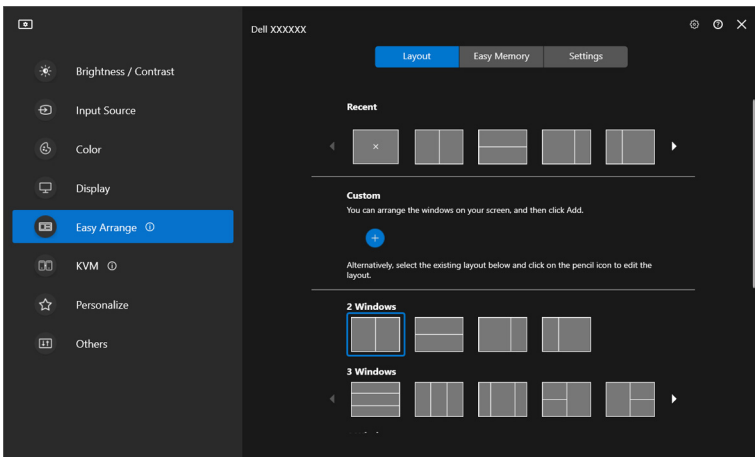 Dell XXXXXX
Layout
Easy Memory
Settings
Brightness / Contrast
Input Source
Color
Display
Easy Arrange
KVM
Personalize
Others
Recent
Custom
You can arrange the windows on your screen, and then click Add.
Alternatively, select the existing layout below and click on the pencil icon to edit the
layout.
2 Windows
3 Windows